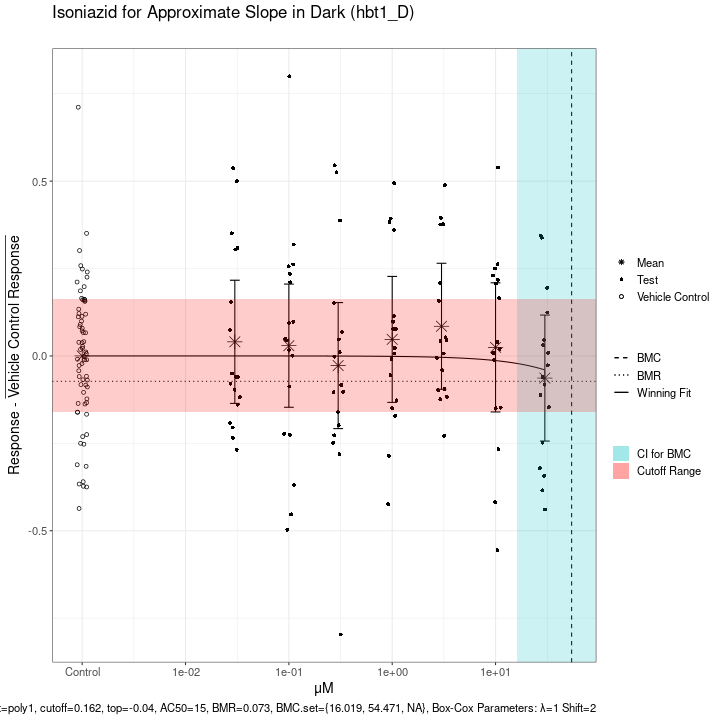 Isoniazid for Approximate Slope in Dark (hbt1_D)
Response - Vehicle Control Response
0.5
0.0
-0.5
Control
1e-02
1e-01
1e+00
1e+01
μM
Mean
Test
Vehicle Control
BMC
BMR
Winning Fit
CI for BMC
Cutoff Range
t=poly1, cutoff=0.162, top=-0.04, AC50=15, BMR=0.073, BMC.set={16.019, 54.471, NA}, Box-Cox Parameters: λ=1 Shift=2